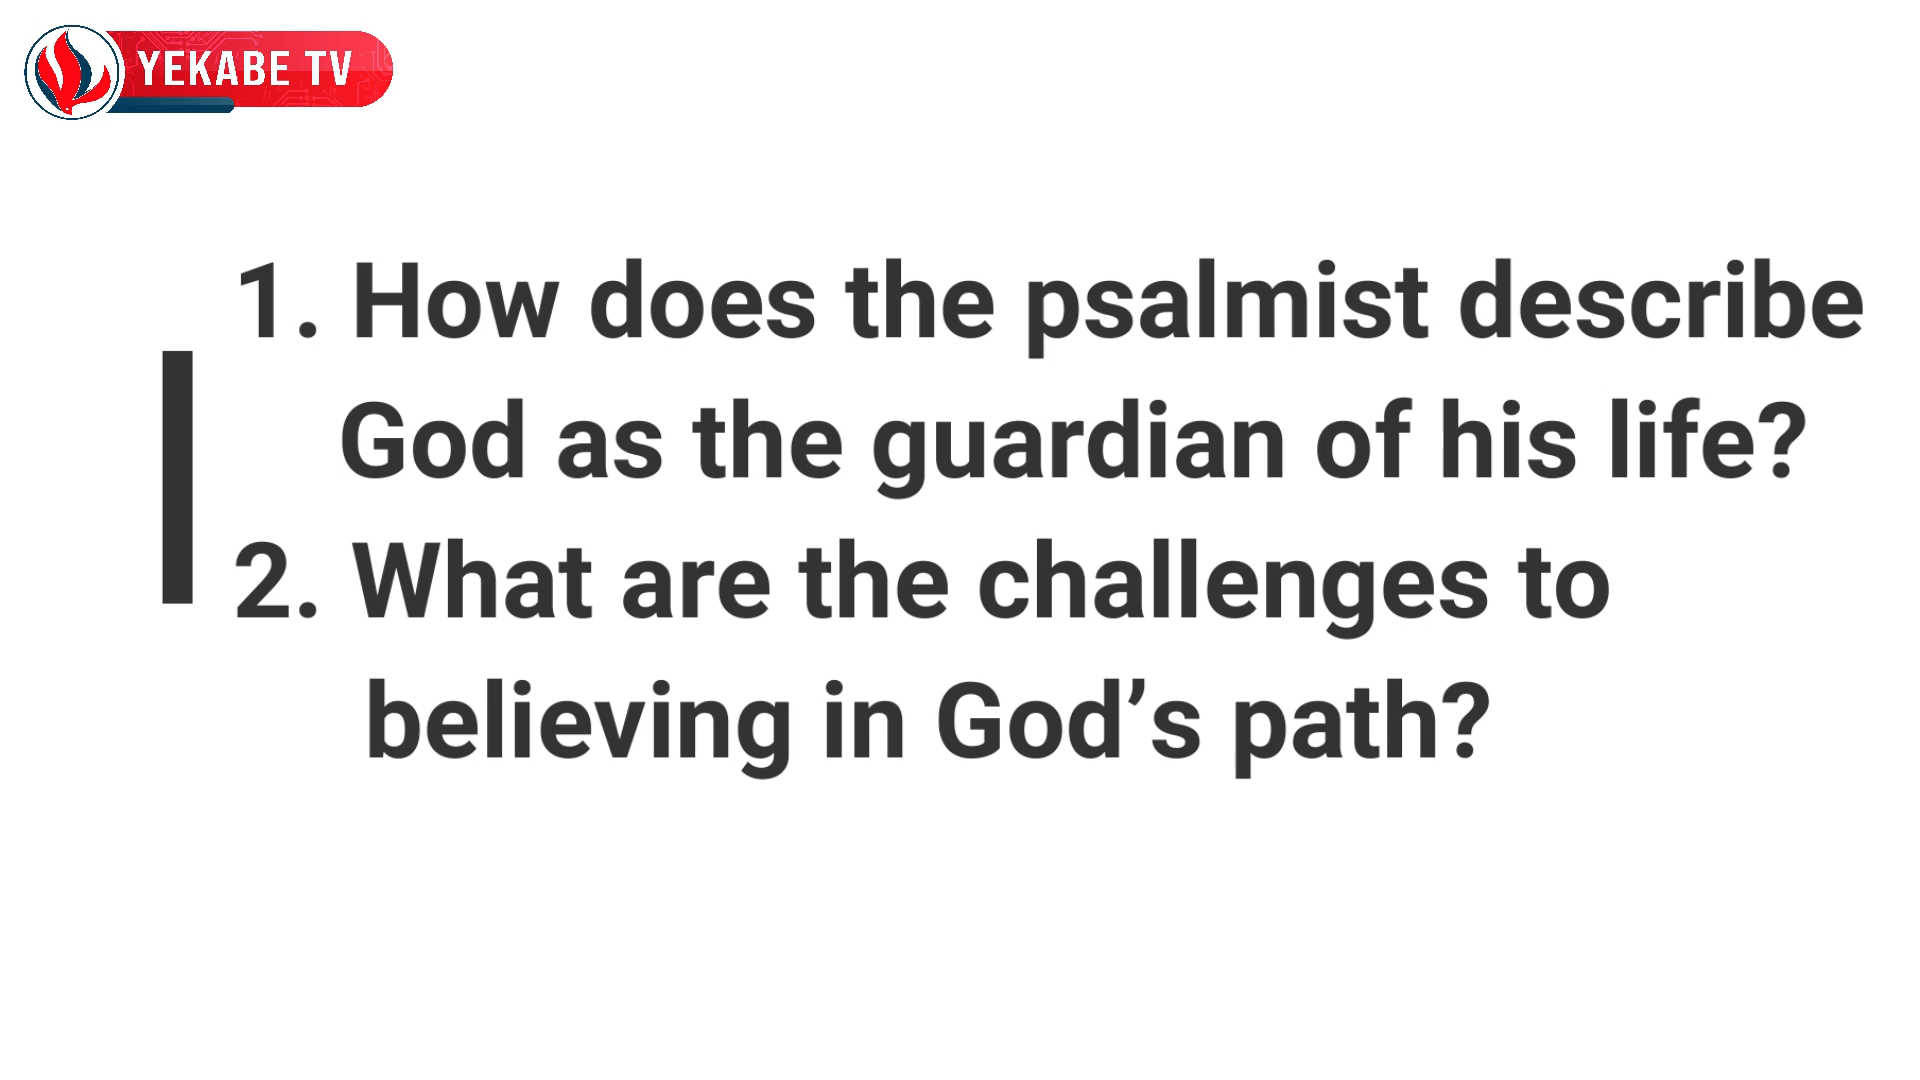 YEKABE TV
1. How does the psalmist describe
God as the guardian of his life?
2. What are the challenges to
believing in God’s path?